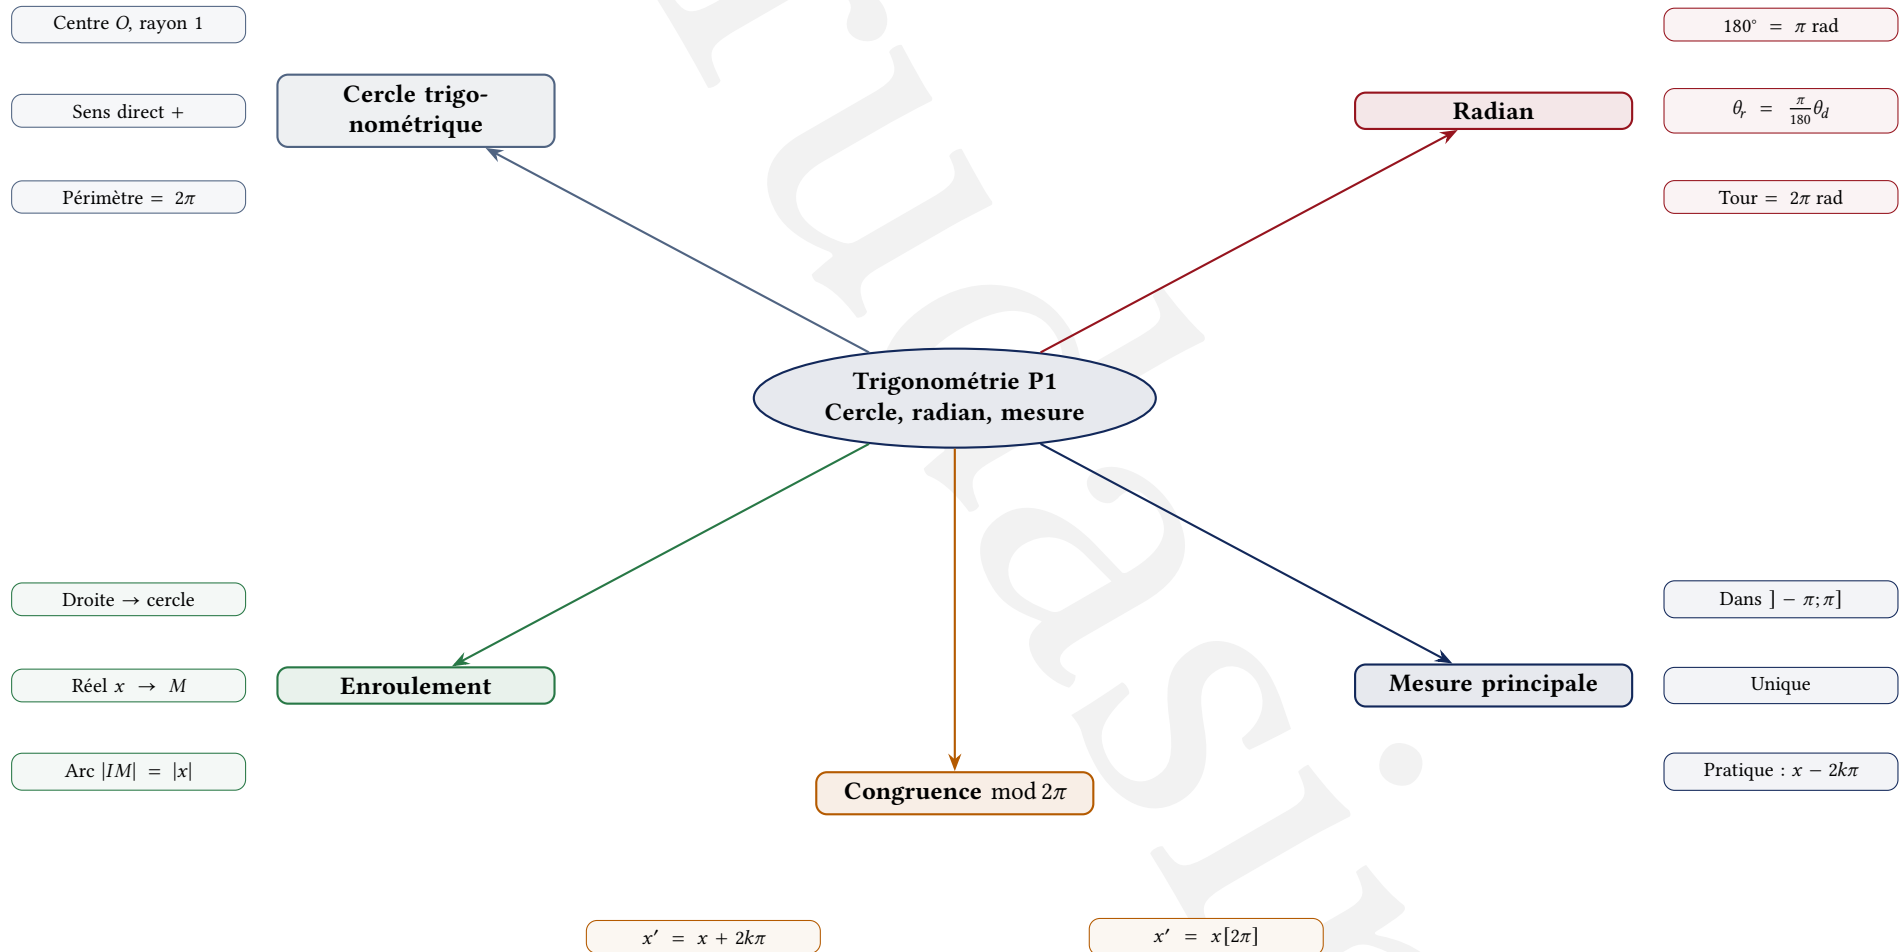 Centre O, rayon 1
Sens direct +
Périmètre = 2π
Cercle trigo-
nométrique
Radian
180° = π rad
θr = π/180 θd
Tour = 2π rad
Trigonométrie P1
Cercle, radian, mesure
Droite → cercle
Réel x → M
Arc |IM| = |x|
Enroulement
Congruence mod 2π
x′ = x + 2kπ
x′ = x[2π]
Mesure principale
Dans ] − π; π]
Unique
Pratique : x − 2kπ